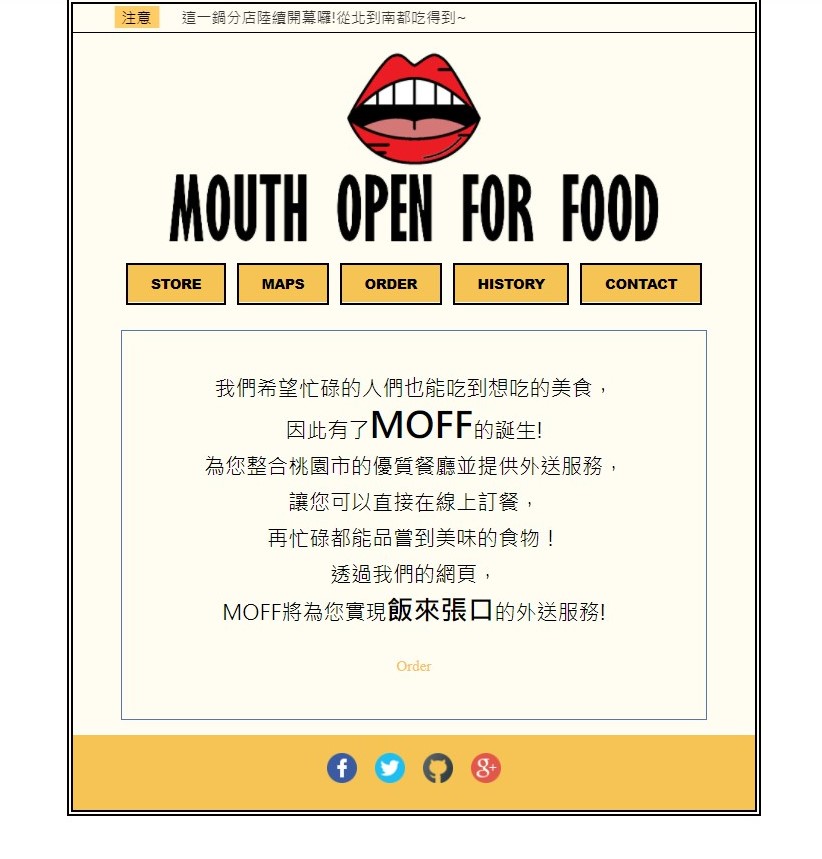 注意 這一鍋分店陸續開幕囉!從北到南都吃得到~
MOUTH OPEN FOR FOOD
STORE MAPS ORDER HISTORY CONTACT
我們希望忙碌的人們也能吃到想吃的美食，
因此有了MOFF的誕生!
為您整合桃園市的優質餐廳並提供外送服務，
讓您可以直接在線上訂餐，
再忙碌都能品嘗到美味的食物！
透過我們的網頁，
MOFF將為您實現飯來張口的外送服務!
Order
f g+